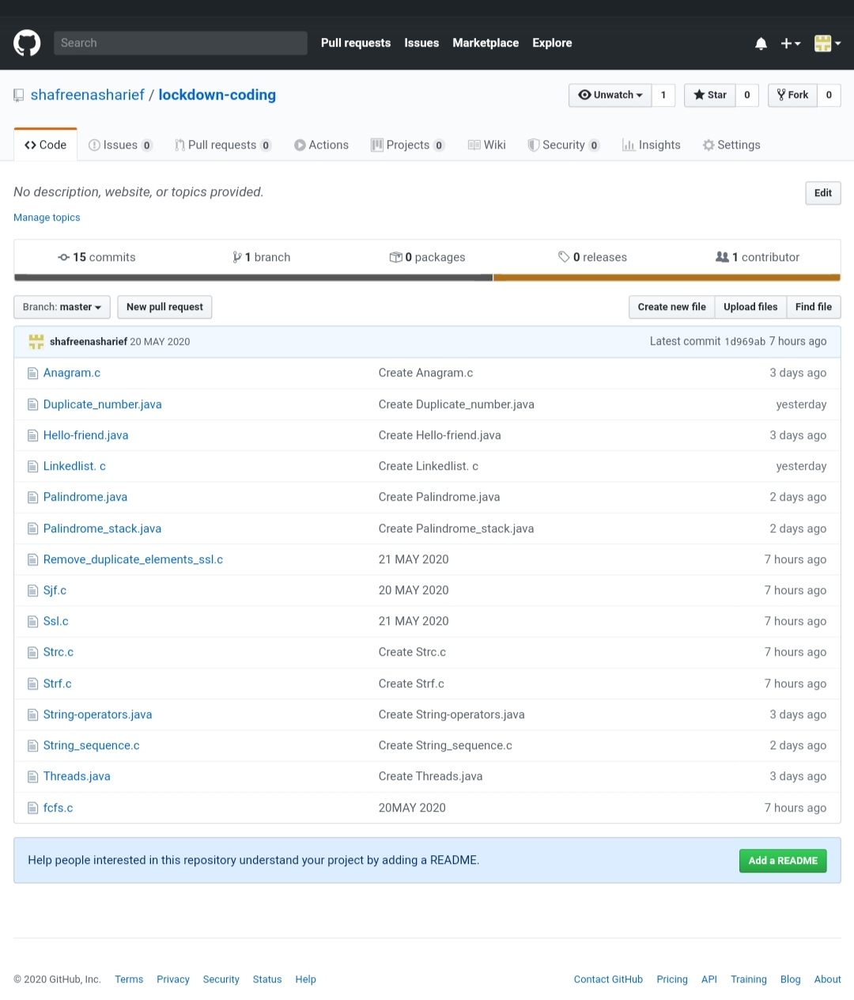 Search Pull requests Issues Marketplace Explore
shafreenasharief / lockdown-coding Unwatch 1 Star 0 Fork 0
Code Issues 0 Pull requests 0 Actions Projects 0 Wiki Security 0 Insights Settings
No description, website, or topics provided. Edit
Manage topics
15 commits 1 branch 0 packages 0 releases 1 contributor
Branch: master New pull request Create new file Upload files Find file
shafreenasharief 20 MAY 2020 Latest commit 1d969ab 7 hours ago
Anagram.c Create Anagram.c 3 days ago
Duplicate_number.java Create Duplicate_number.java yesterday
Hello-friend.java Create Hello-friend.java 3 days ago
Linkedlist. c Create Linkedlist. c yesterday
Palindrome.java Create Palindrome.java 2 days ago
Palindrome_stack.java Create Palindrome_stack.java 2 days ago
Remove_duplicate_elements_ssl.c 21 MAY 2020 7 hours ago
Sjf.c 20 MAY 2020 7 hours ago
Ssl.c 21 MAY 2020 7 hours ago
Strc.c Create Strc.c 7 hours ago
Strf.c Create Strf.c 7 hours ago
String-operators.java Create String-operators.java 3 days ago
String_sequence.c Create String_sequence.c 2 days ago
Threads.java Create Threads.java 3 days ago
fcfs.c 20MAY 2020 7 hours ago
Help people interested in this repository understand your project by adding a README. Add a README
© 2020 GitHub, Inc. Terms Privacy Security Status Help Contact GitHub Pricing API Training Blog About